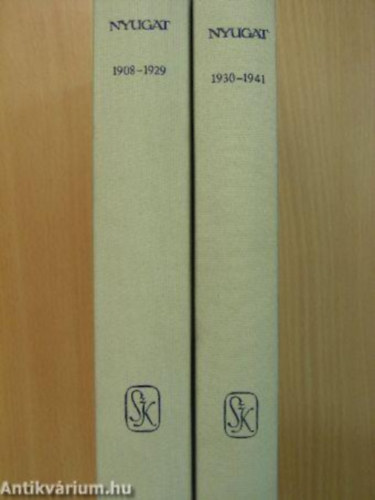 NYUGAT
1908-1929
SzK
NYUGAT
1930-1941
SzK
Antikvárium.hu